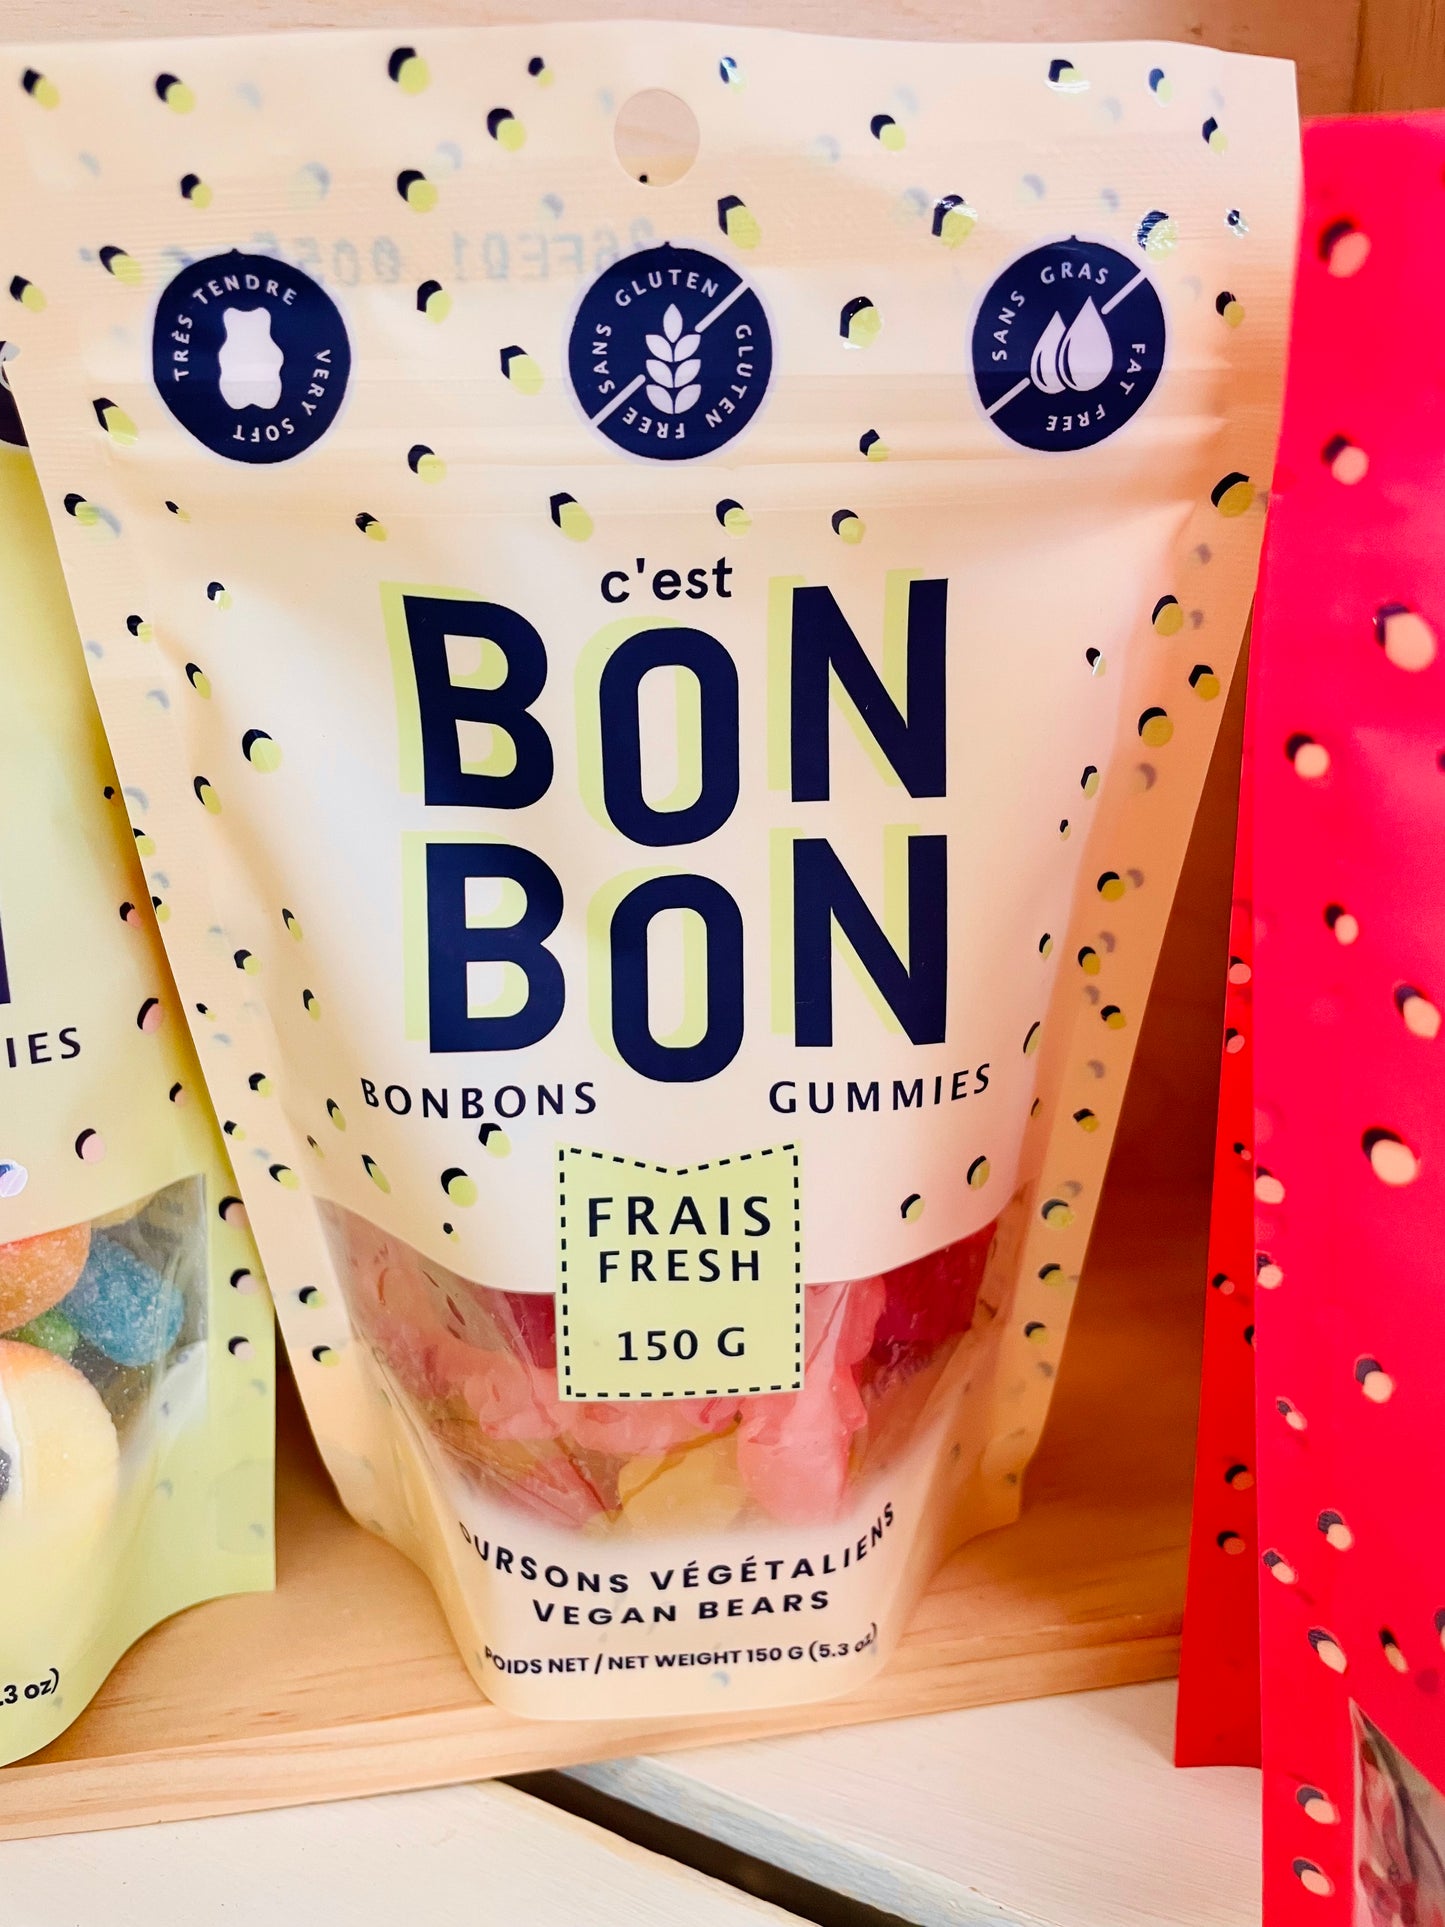 TRÈS TENDRE
VERY SOFT
SANS GLUTEN
GLUTEN FREE
SANS GRAS
FAT FREE
c'est
BON
BON
BONBONS GUMMIES
FRAIS
FRESH
150 G
OURSONS VÉGÉTALIENS
VEGAN BEARS
POIDS NET / NET WEIGHT 150 G (5.3 oz)
IES
.3 oz)